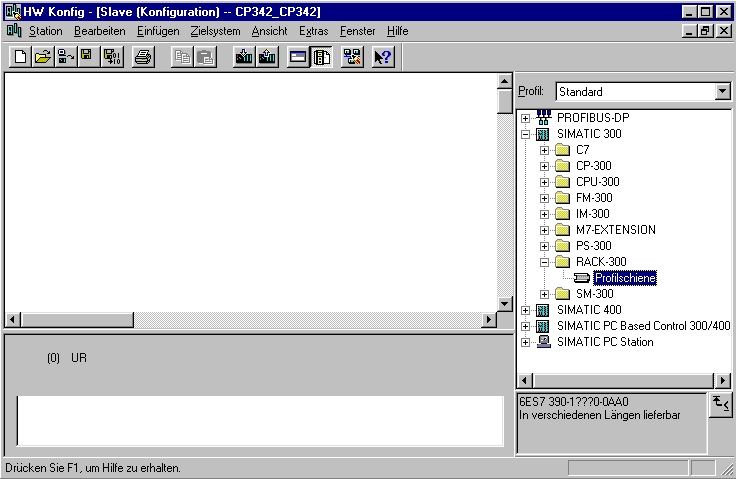 HW Konfig - [Slave (Konfiguration) -- CP342_CP342]
Station Bearbeiten Einfügen Zielsystem Ansicht Extras Fenster Hilfe
Profil: Standard
PROFIBUS-DP
SIMATIC 300
C7
CP-300
CPU-300
FM-300
IM-300
M7-EXTENSION
PS-300
RACK-300
Profilschiene
SM-300
SIMATIC 400
SIMATIC PC Based Control 300/400
SIMATIC PC Station
(0) UR
6ES7 390-1???0-0AA0
In verschiedenen Längen lieferbar
Drücken Sie F1, um Hilfe zu erhalten.